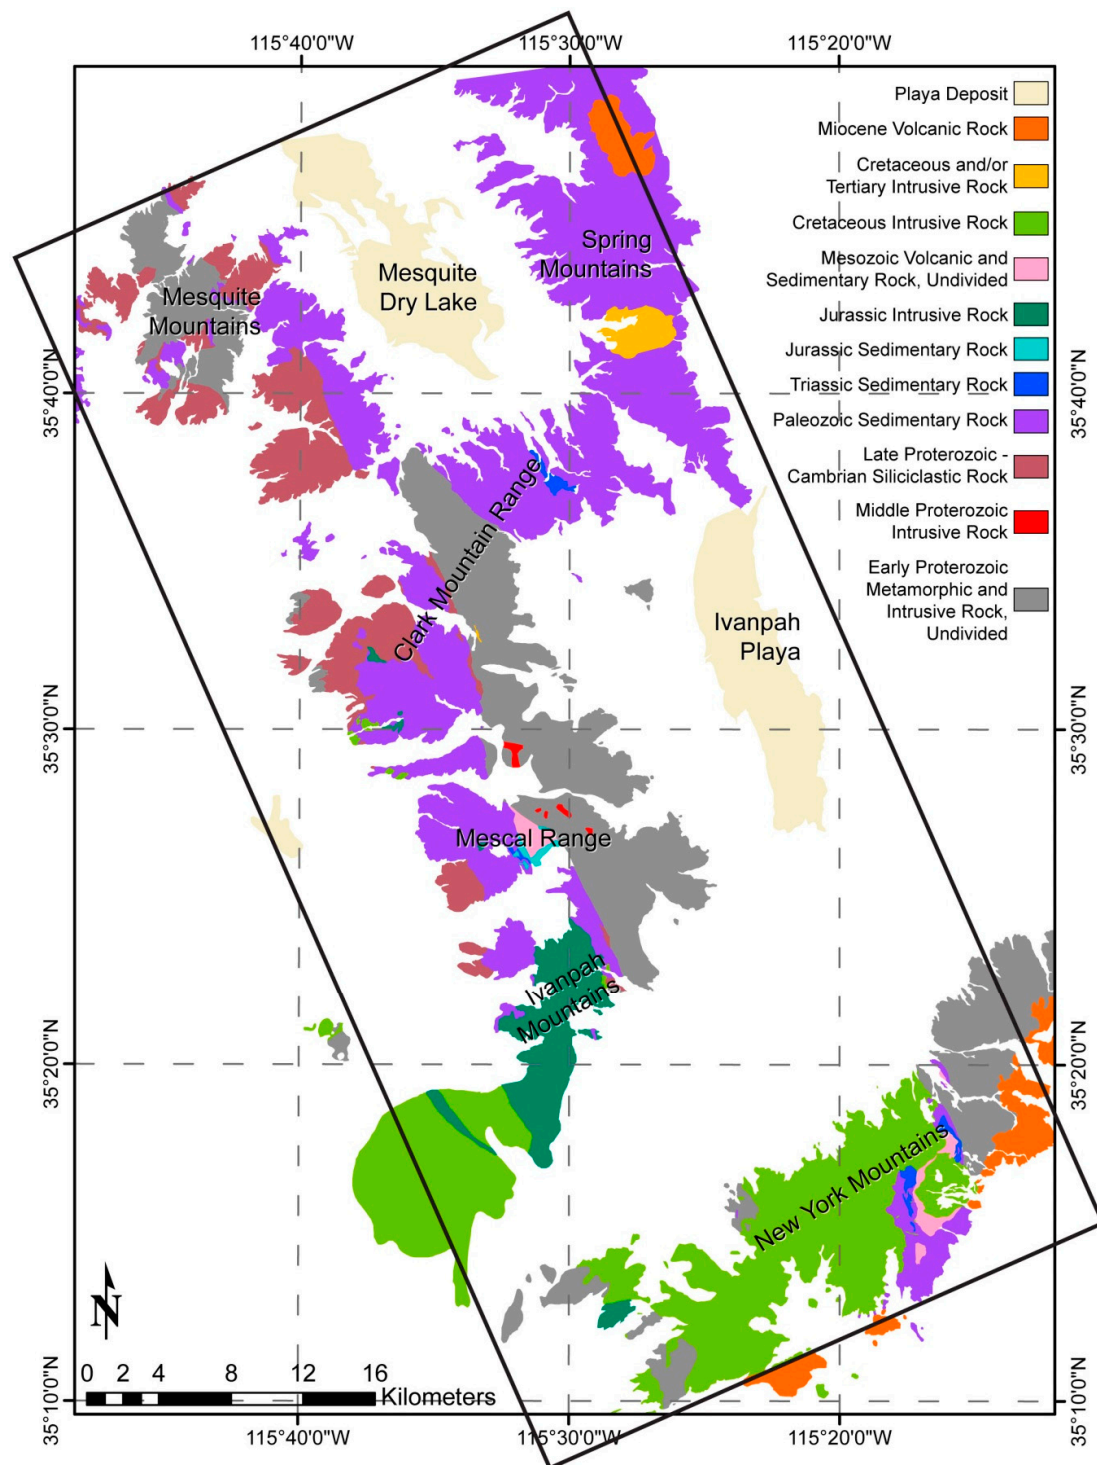 115°40'0"W
115°30'0"W
115°20'0"W
Playa Deposit
Miocene Volcanic Rock
Cretaceous and/or
Tertiary Intrusive Rock
Cretaceous Intrusive Rock
Mesozoic Volcanic and
Sedimentary Rock, Undivided
Jurassic Intrusive Rock
Jurassic Sedimentary Rock
Triassic Sedimentary Rock
Paleozoic Sedimentary Rock
Late Proterozoic -
Cambrian Siliciclastic Rock
Middle Proterozoic
Intrusive Rock
Early Proterozoic
Metamorphic and
Intrusive Rock,
Undivided
Spring
Mountains
Mesquite
Dry Lake
Mesquite
Mountains
35°40'0"N
35°40'0"N
Clark Mountain Range
Ivanpah
Playa
35°30'0"N
35°30'0"N
Mescal Range
Ivanpah
Mountains
35°20'0"N
35°20'0"N
New York Mountains
N
0 2 4 8 12 16
Kilometers
35°10'0"N
35°10'0"N
115°40'0"W
115°30'0"W
115°20'0"W